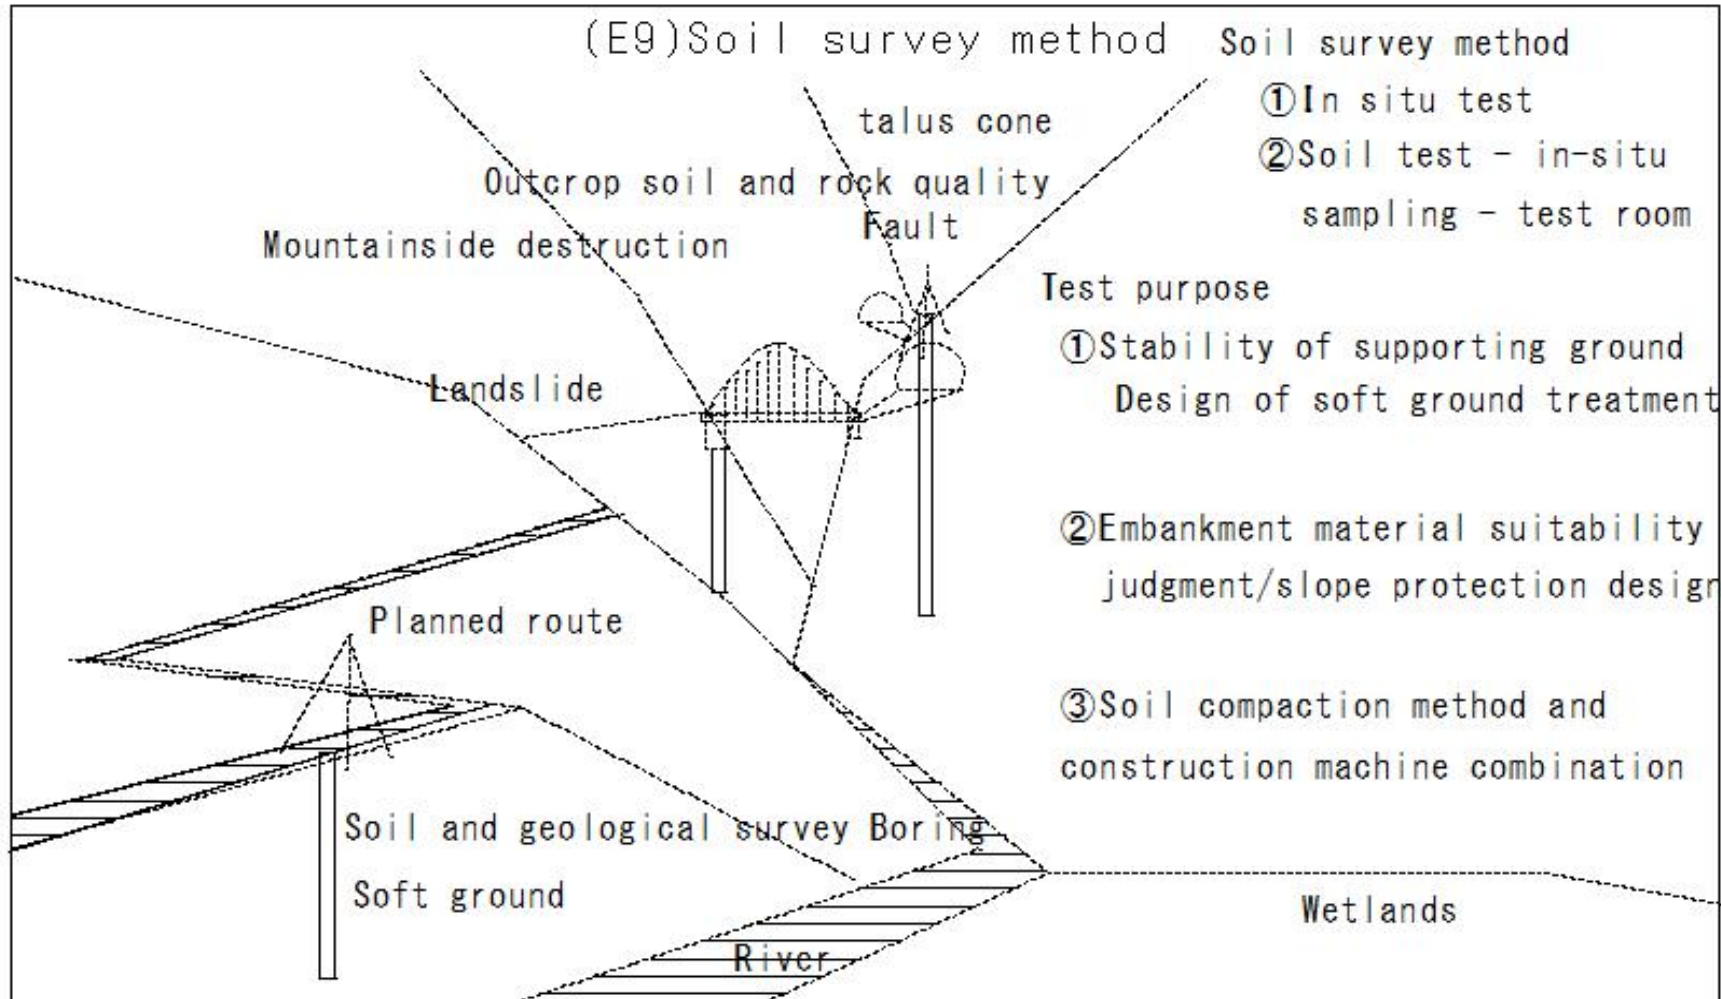 (E9)Soil survey method
Soil survey method
①In situ test
②Soil test - in-situ
sampling - test room
talus cone
Outcrop soil and rock quality
Fault
Mountainside destruction
Test purpose
①Stability of supporting ground
Design of soft ground treatment
Landslide
②Embankment material suitability
judgment/slope protection design
Planned route
③Soil compaction method and
construction machine combination
Soil and geological survey Boring
Soft ground
Wetlands
River